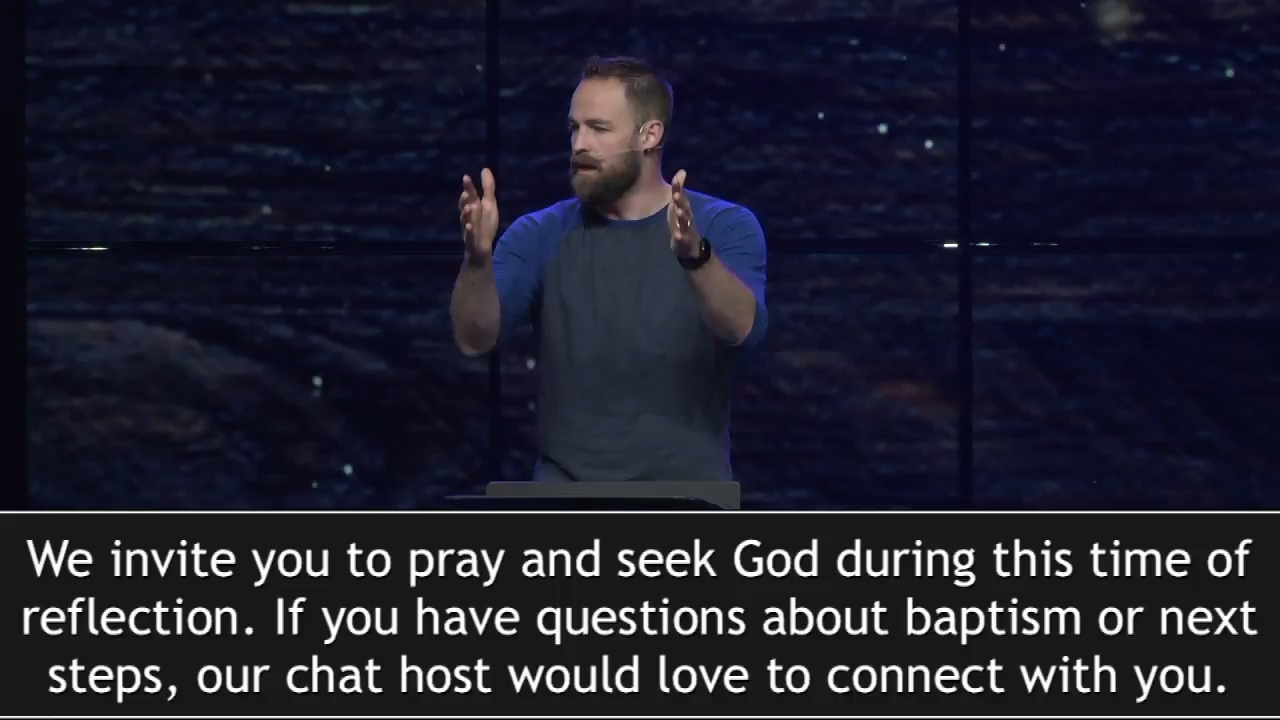 We invite you to pray and seek God during this time of
reflection. If you have questions about baptism or next
steps, our chat host would love to connect with you.